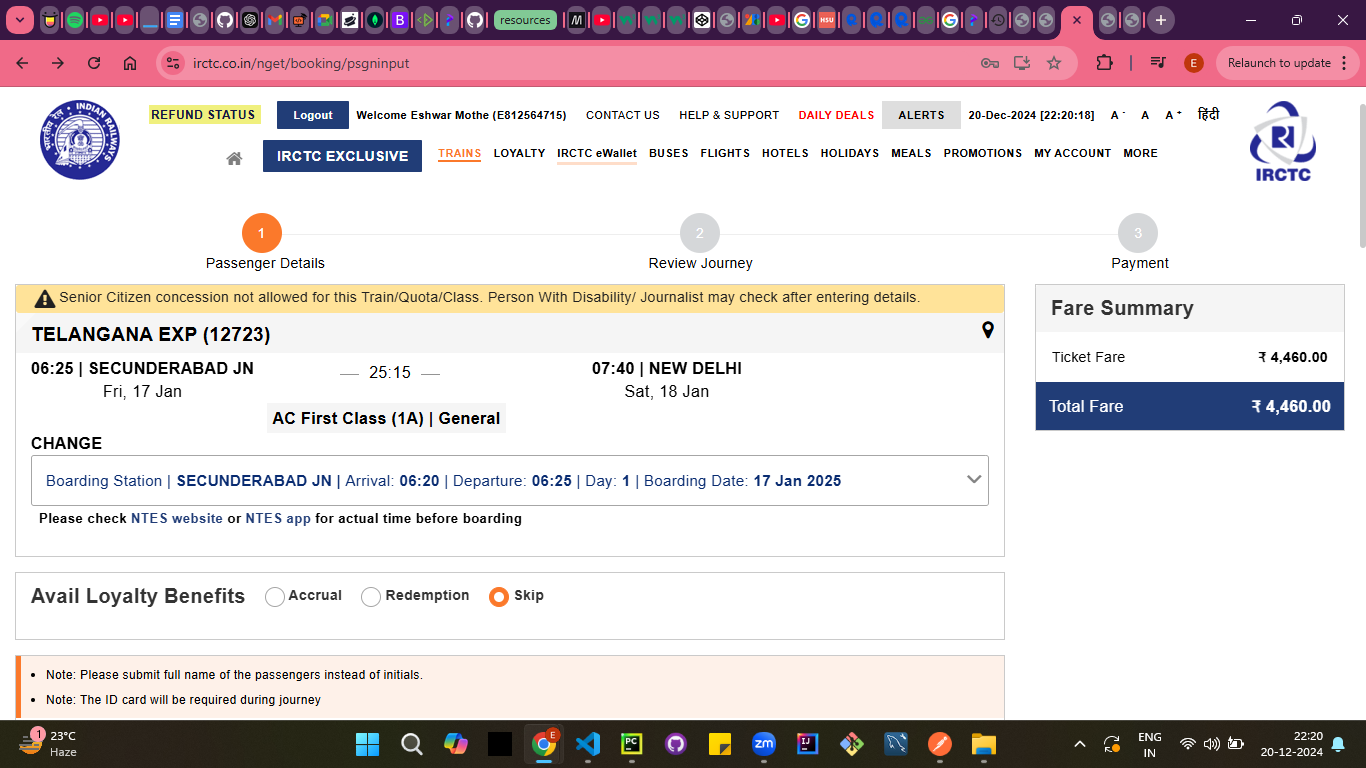 resources
irctc.co.in/nget/booking/psgninput
E
Relaunch to update
INDIAN RAILWAYS
भारतीय रेल
REFUND STATUS
Logout
Welcome Eshwar Mothe (E812564715)
CONTACT US
HELP & SUPPORT
DAILY DEALS
ALERTS
20-Dec-2024 [22:20:18]
A -
A
A +
हिंदी
IRCTC EXCLUSIVE
TRAINS
LOYALTY
IRCTC eWallet
BUSES
FLIGHTS
HOTELS
HOLIDAYS
MEALS
PROMOTIONS
MY ACCOUNT
MORE
IRCTC
1
2
3
Passenger Details
Review Journey
Payment
Senior Citizen concession not allowed for this Train/Quota/Class. Person With Disability/ Journalist may check after entering details.
TELANGANA EXP (12723)
06:25 | SECUNDERABAD JN
25:15
07:40 | NEW DELHI
Fri, 17 Jan
Sat, 18 Jan
AC First Class (1A) | General
CHANGE
Boarding Station | SECUNDERABAD JN | Arrival: 06:20 | Departure: 06:25 | Day: 1 | Boarding Date: 17 Jan 2025
Please check NTES website or NTES app for actual time before boarding
Fare Summary
Ticket Fare ₹ 4,460.00
Total Fare ₹ 4,460.00
Avail Loyalty Benefits
Accrual
Redemption
Skip
Note: Please submit full name of the passengers instead of initials.
Note: The ID card will be required during journey
1
23°C
Haze
E
PC
zm
IJ
ENG
IN
22:20
20-12-2024